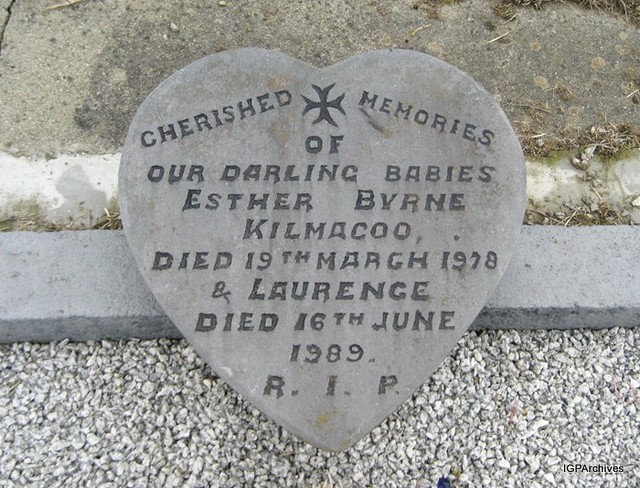 CHERISHED MEMORIES
OF
OUR DARLING BABIES
ESTHER BYRNE
KILMACOO,
DIED 19TH MARCH 1978
& LAURENCE
DIED 16TH JUNE
1989.
R. I. P.
IGPArchives